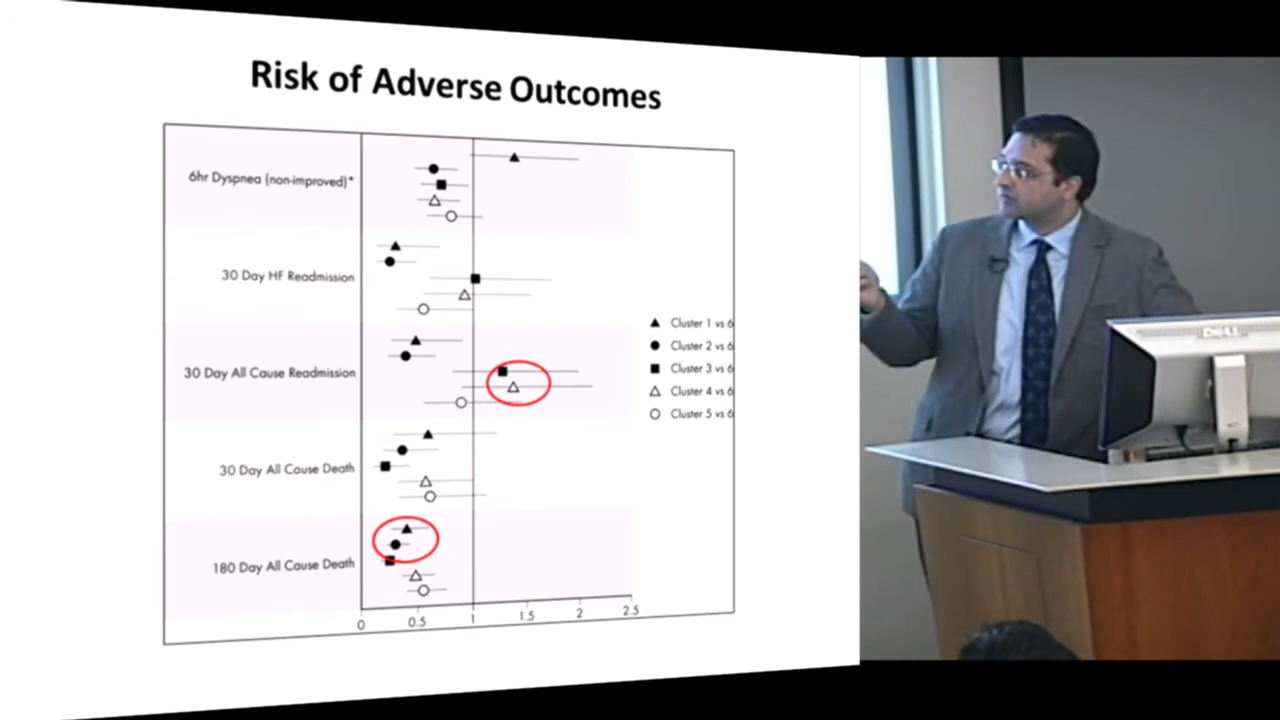 Risk of Adverse Outcomes
6hr Dyspnea (non-improved)*
30 Day HF Readmission
30 Day All Cause Readmission
30 Day All Cause Death
180 Day All Cause Death
Cluster 1 vs 6
Cluster 2 vs 6
Cluster 3 vs 6
Cluster 4 vs 6
Cluster 5 vs 6
0 0.5 1 1.5 2 2.5
DELL